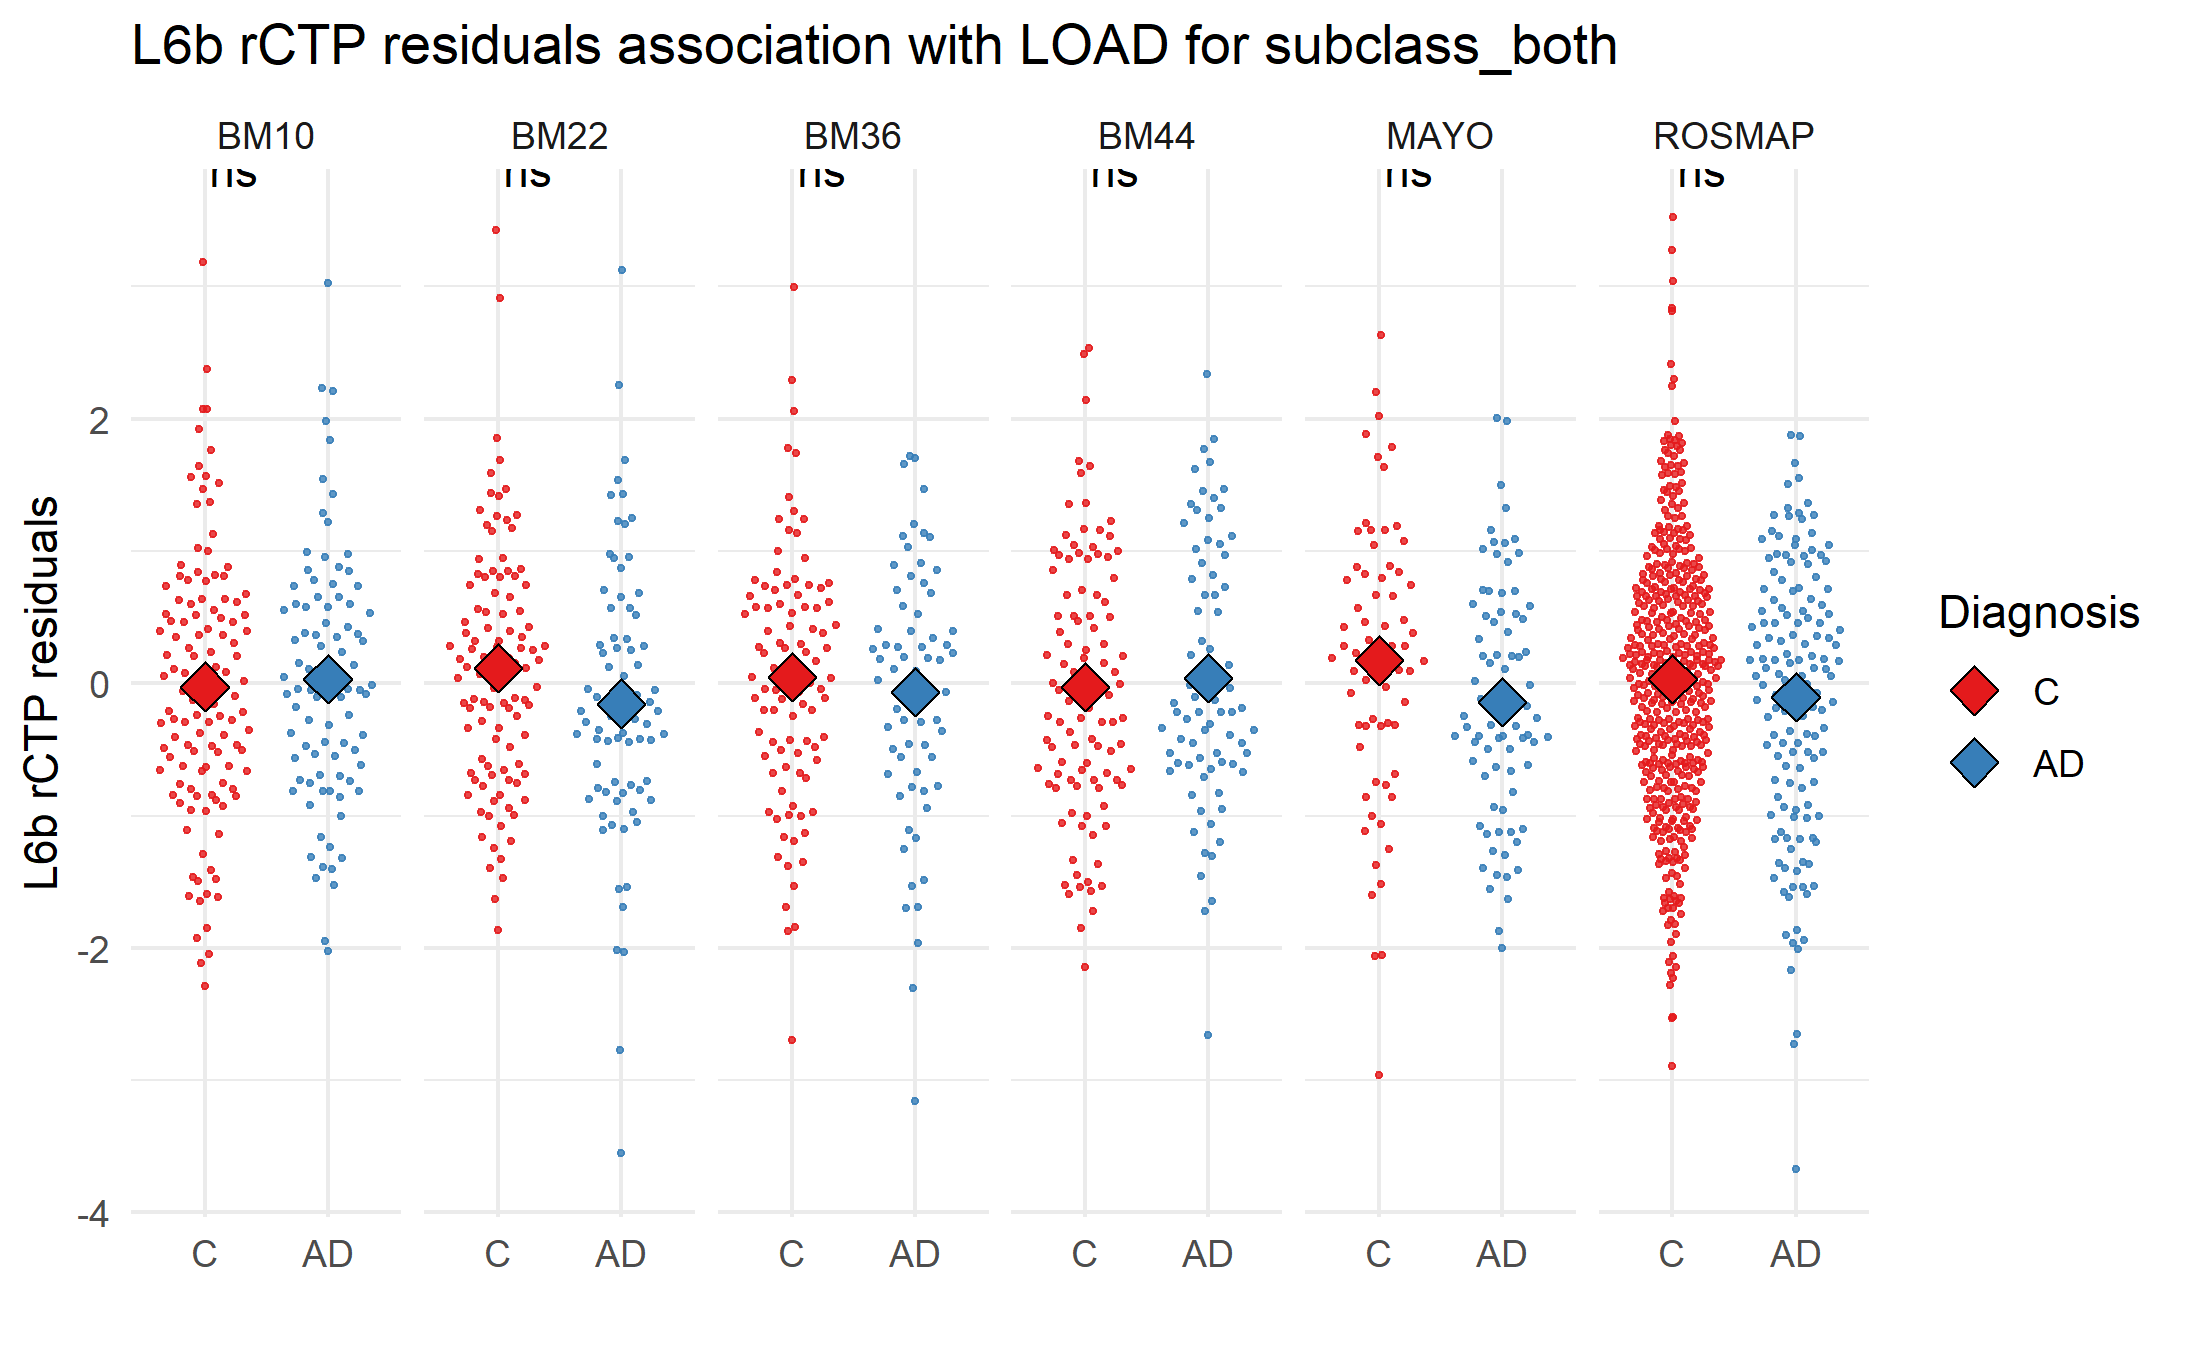 L6b rCTP residuals association with LOAD for subclass_both
BM10 BM22 BM36 BM44 MAYO ROSMAP
ns ns ns ns ns ns
2
0
-2
-4
L6b rCTP residuals
C AD C AD C AD C AD C AD C AD
Diagnosis
C
AD